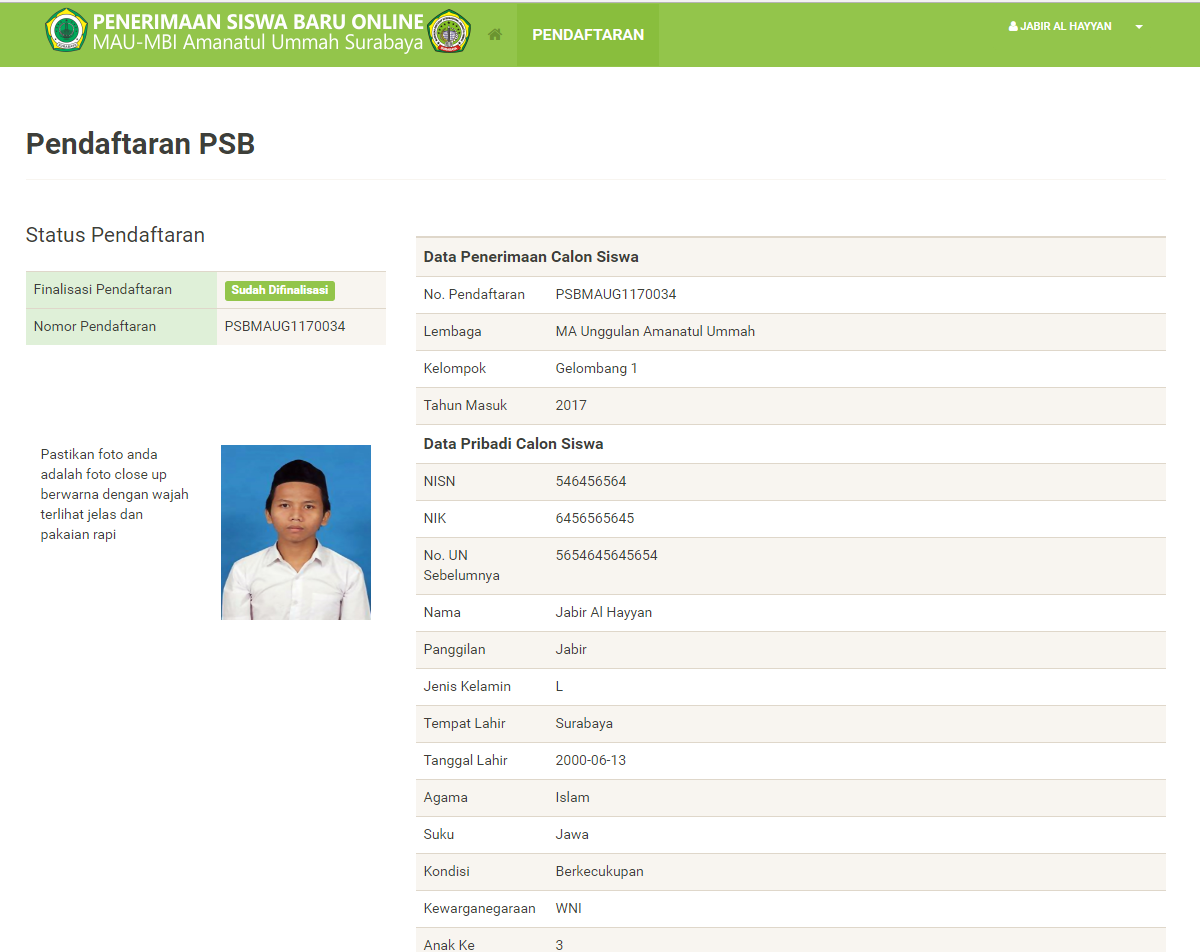 PENERIMAAN SISWA BARU ONLINE
MAU-MBI Amanatul Ummah Surabaya
PENDAFTARAN
JABIR AL HAYYAN
Pendaftaran PSB
Status Pendaftaran
Finalisasi Pendaftaran Sudah Difinalisasi
Nomor Pendaftaran PSBMAUG1170034
Pastikan foto anda
adalah foto close up
berwarna dengan wajah
terlihat jelas dan
pakaian rapi
Data Penerimaan Calon Siswa
No. Pendaftaran PSBMAUG1170034
Lembaga MA Unggulan Amanatul Ummah
Kelompok Gelombang 1
Tahun Masuk 2017
Data Pribadi Calon Siswa
NISN 546456564
NIK 6456565645
No. UN 5654645645654
Sebelumnya
Nama Jabir Al Hayyan
Panggilan Jabir
Jenis Kelamin L
Tempat Lahir Surabaya
Tanggal Lahir 2000-06-13
Agama Islam
Suku Jawa
Kondisi Berkecukupan
Kewarganegaraan WNI
Anak Ke 3